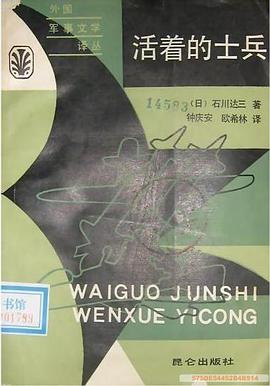 外国
军事文学
译丛
活着的士兵
14583
(日) 石川达三 著
钟庆安 欧希林 译
WAIGUO JUNSHI
WENXUE YICONG
书馆
01789
昆仑出版社
5750854452848914